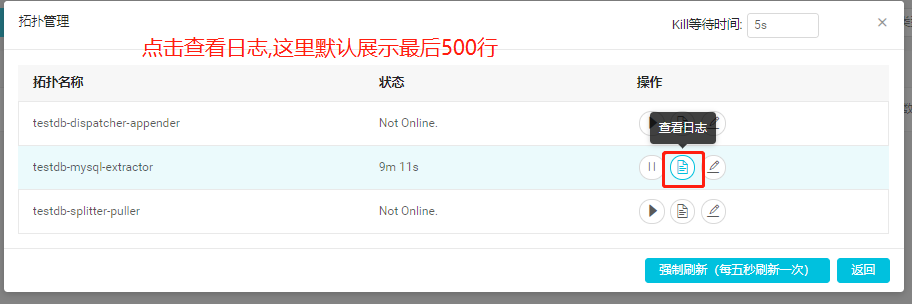 拓扑管理
Kill等待时间: 5s ×
点击查看日志,这里默认展示最后500行
拓扑名称 状态 操作
testdb-dispatcher-appender Not Online.
查看日志
testdb-mysql-extractor 9m 11s
testdb-splitter-puller Not Online.
强制刷新（每五秒刷新一次） 返回